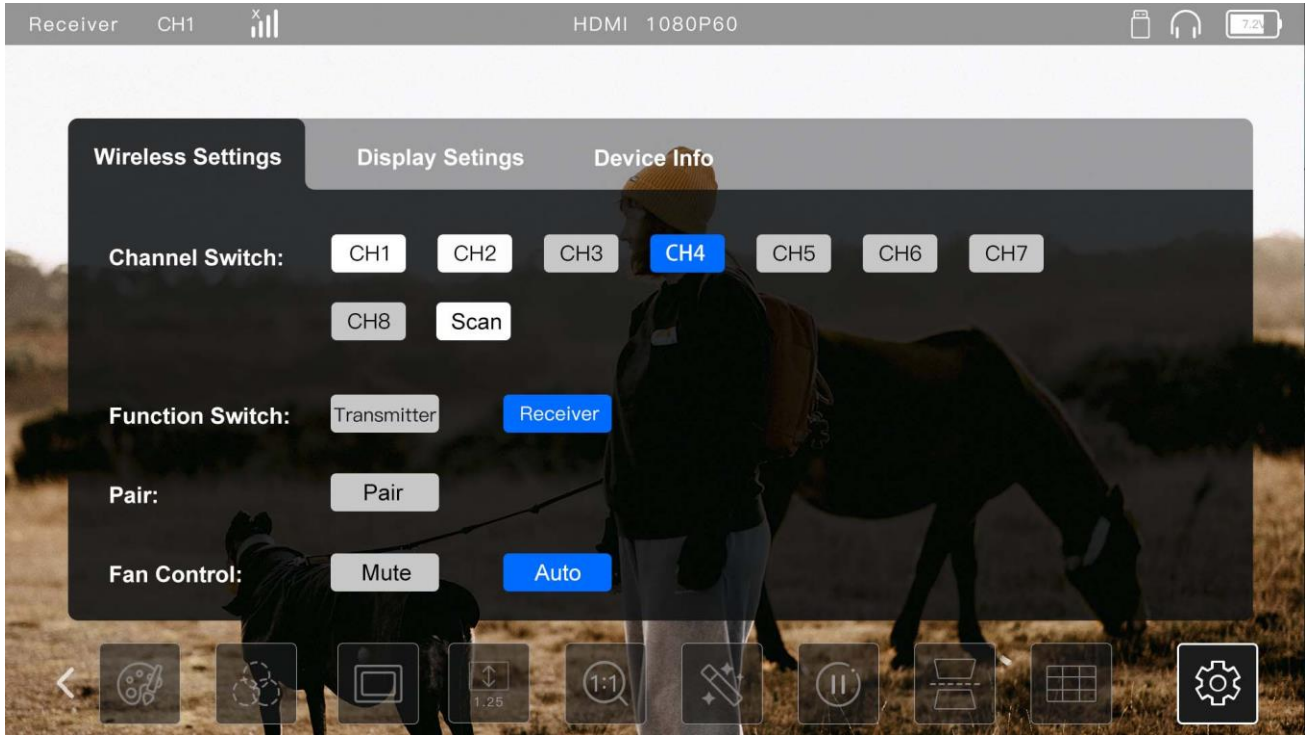 Receiver CH1 X HDMI 1080P60 7.2V
Wireless Settings Display Setings Device Info
Channel Switch: CH1 CH2 CH3 CH4 CH5 CH6 CH7
CH8 Scan
Function Switch: Transmitter Receiver
Pair: Pair
Fan Control: Mute Auto
1.25 1:1